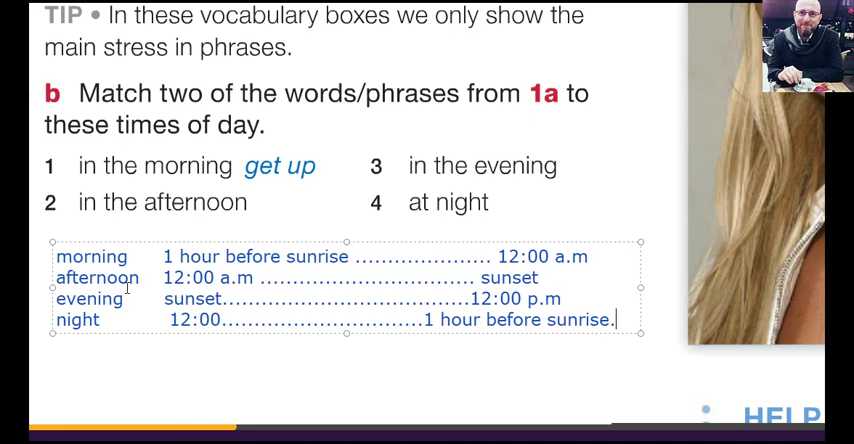 TIP • In these vocabulary boxes we only show the
main stress in phrases.
b Match two of the words/phrases from 1a to
these times of day.
1 in the morning get up 3 in the evening
2 in the afternoon 4 at night
morning 1 hour before sunrise ..................... 12:00 a.m
afternoon 12:00 a.m .................................. sunset
evening sunset.......................................12:00 p.m
night 12:00................................1 hour before sunrise.
HELP